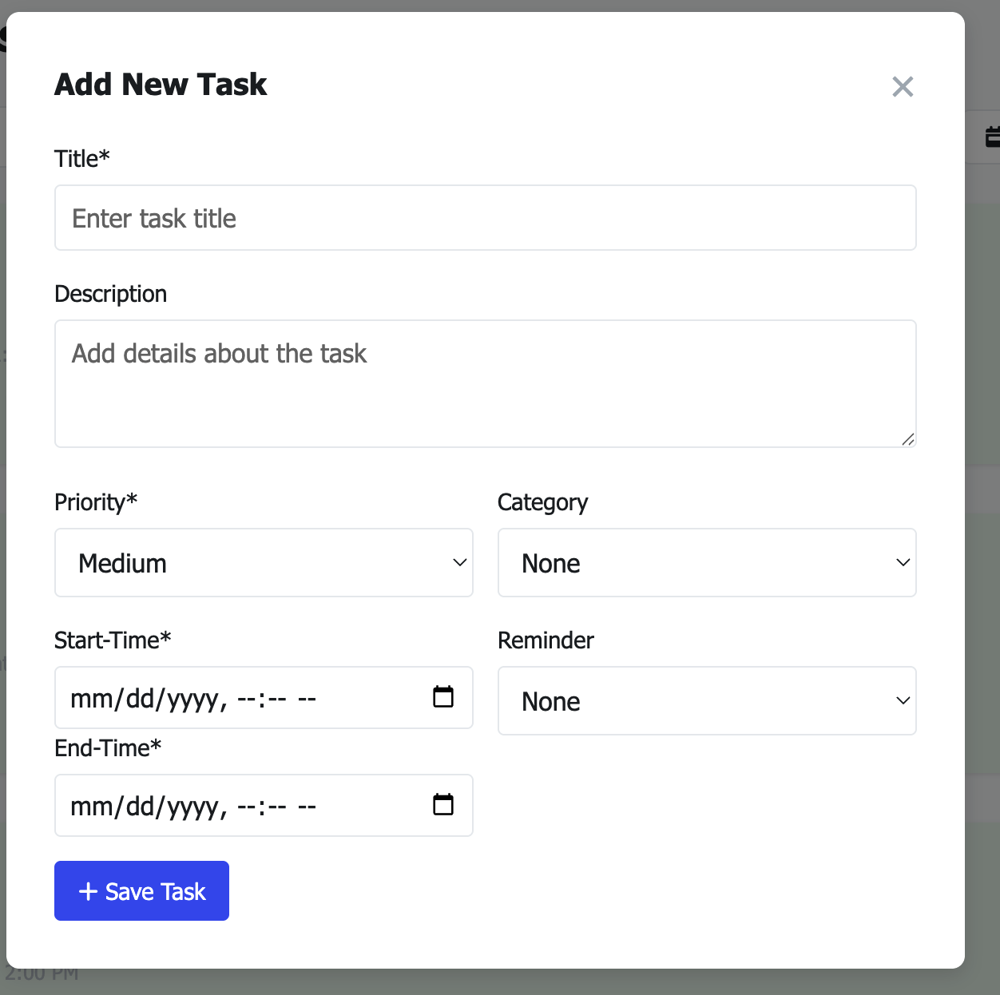 Add New Task
Title*
Enter task title
Description
Add details about the task
Priority*
Category
Medium
None
Start-Time*
Reminder
mm/dd/yyyy, --:-- --
None
End-Time*
mm/dd/yyyy, --:-- --
+ Save Task
2:00 PM